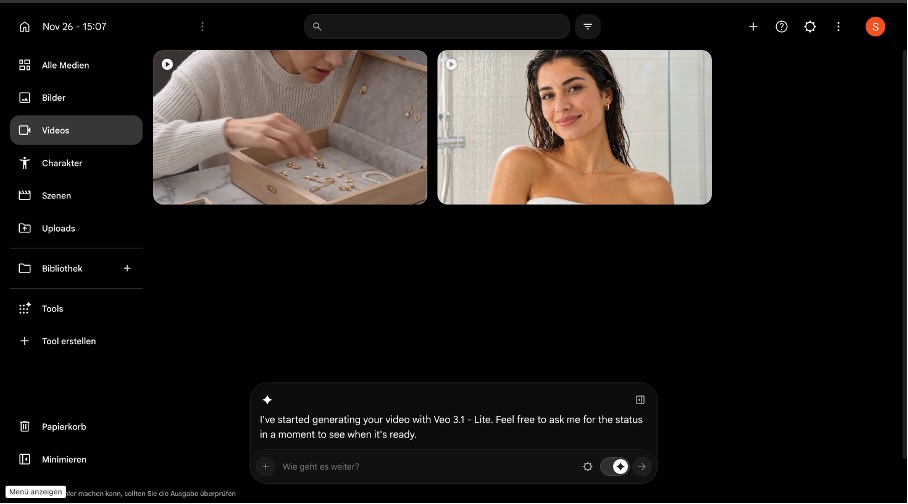 Nov 26 - 15:07
S
Alle Medien
Bilder
Videos
Charakter
Szenen
Uploads
Bibliothek
Tools
Tool erstellen
I've started generating your video with Veo 3.1 - Lite. Feel free to ask me for the status
in a moment to see when it's ready.
Wie geht es weiter?
Papierkorb
Minimieren
Menü anzeigen
machen kann, sollten Sie die Ausgabe überprüfen